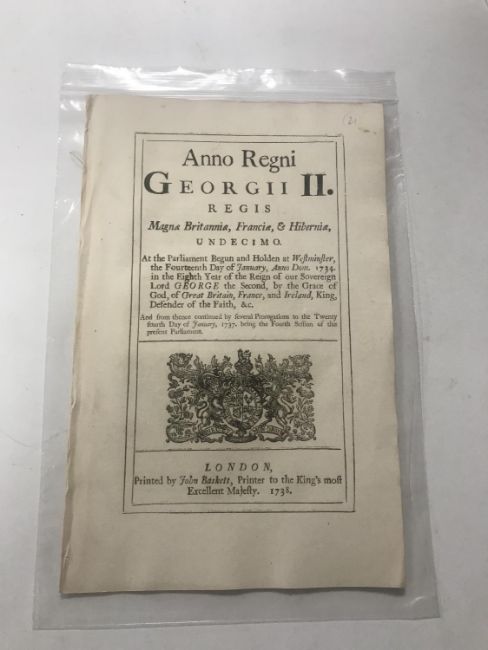 (2)
Anno Regni
GEORGII II.
REGIS
Magnæ Britanniæ, Franciæ, & Hiberniæ,
UNDECIMO.
At the Parliament Begun and Holden at Weſtminſter,
the Fourteenth Day of January, Anno Dom. 1734.
in the Eighth Year of the Reign of our Sovereign
Lord GEORGE the Second, by the Grace of
God, of Great Britain, France, and Ireland, King,
Defender of the Faith, &c.
And from thence continued by ſeveral Prorogations to the Twenty
fourth Day of January, 1737. being the Fourth Seſſion of this
preſent Parliament.
LONDON,
Printed by John Baskett, Printer to the King's moſt
Excellent Majeſty. 1738.